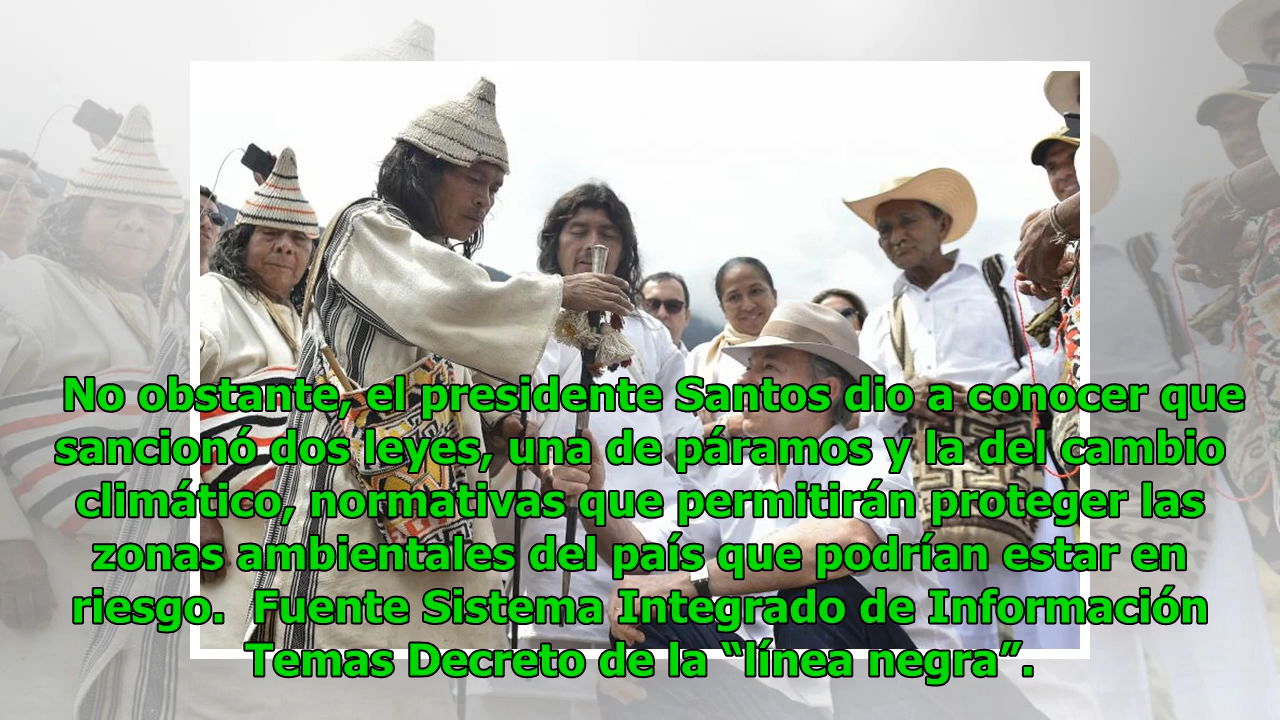 No obstante, el presidente Santos dio a conocer que
sancionó dos leyes, una de páramos y la del cambio
climático, normativas que permitirán proteger las
zonas ambientales del país que podrían estar en
riesgo.  Fuente Sistema Integrado de Información
Temas Decreto de la “línea negra”.